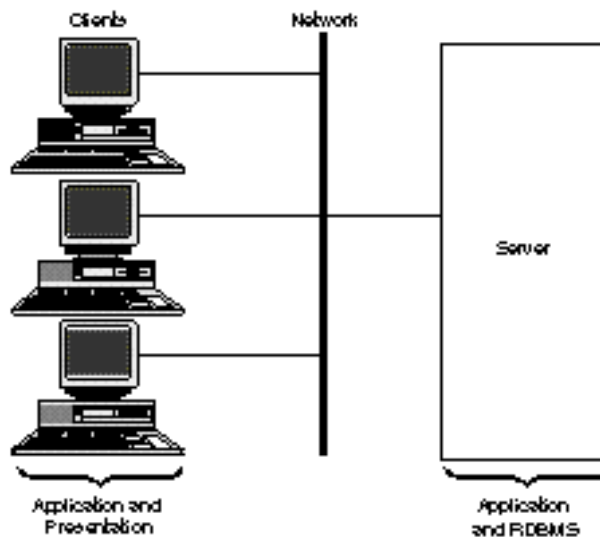 Clients
Network
Server
Application and
Presentation
Application
and RDBMS